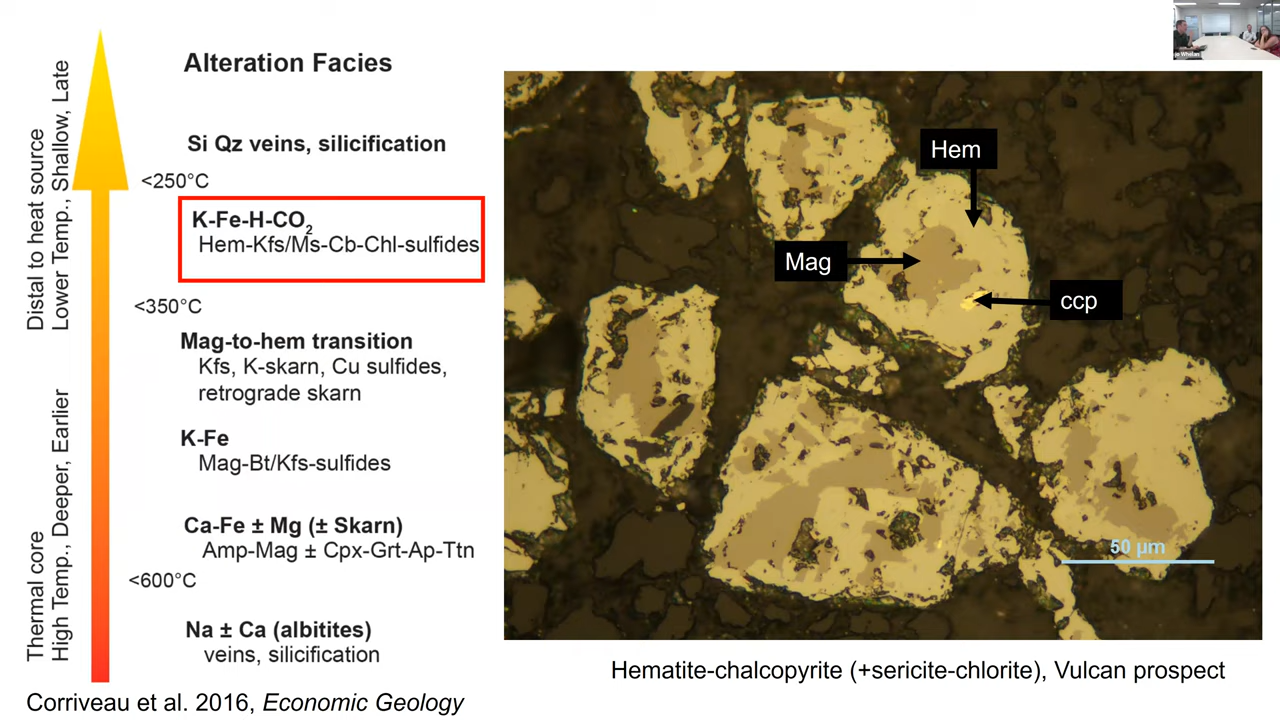 Alteration Facies
Distal to heat source
Lower Temp., Shallow, Late
Thermal core
High Temp., Deeper, Earlier
Si Qz veins, silicification
<250°C
K-Fe-H-CO₂
Hem-Kfs/Ms-Cb-Chl-sulfides
<350°C
Mag-to-hem transition
Kfs, K-skarn, Cu sulfides,
retrograde skarn
K-Fe
Mag-Bt/Kfs-sulfides
Ca-Fe ± Mg (± Skarn)
Amp-Mag ± Cpx-Grt-Ap-Ttn
<600°C
Na ± Ca (albitites)
veins, silicification
Corriveau et al. 2016, Economic Geology
Hem
Mag
ccp
50 µm
Hematite-chalcopyrite (+sericite-chlorite), Vulcan prospect
Jo Whelan